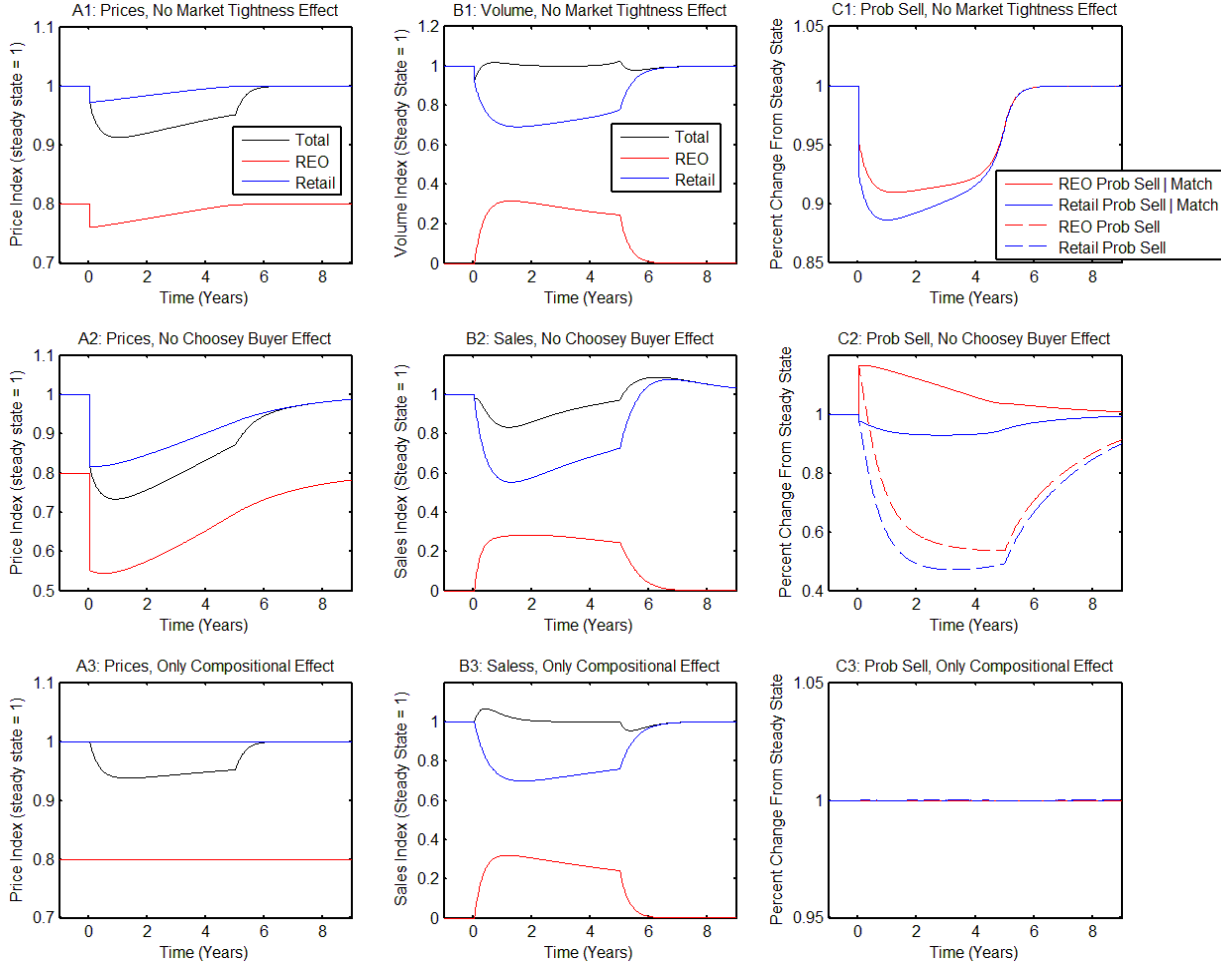 A1: Prices, No Market Tightness Effect
1.1
1
0.9
0.8
0.7
Price Index (steady state = 1)
Total
REO
Retail
0 2 4 6 8
Time (Years)
B1: Volume, No Market Tightness Effect
1.2
1
0.8
0.6
0.4
0.2
0
Volume Index (Steady State = 1)
Total
REO
Retail
0 2 4 6 8
Time (Years)
C1: Prob Sell, No Market Tightness Effect
1.05
1
0.95
0.9
0.85
Percent Change From Steady State
REO Prob Sell | Match
Retail Prob Sell | Match
REO Prob Sell
Retail Prob Sell
0 2 4 6 8
Time (Years)
A2: Prices, No Choosey Buyer Effect
1.1
1
0.9
0.8
0.7
0.6
0.5
Price Index (steady state = 1)
0 2 4 6 8
Time (Years)
B2: Sales, No Choosey Buyer Effect
1
0.8
0.6
0.4
0.2
0
Sales Index (Steady State = 1)
0 2 4 6 8
Time (Years)
C2: Prob Sell, No Choosey Buyer Effect
1
0.8
0.6
0.4
Percent Change From Steady State
0 2 4 6 8
Time (Years)
A3: Prices, Only Compositional Effect
1.1
1
0.9
0.8
0.7
Price Index (steady state = 1)
0 2 4 6 8
Time (Years)
B3: Saless, Only Compositional Effect
1
0.8
0.6
0.4
0.2
0
Sales Index (Steady State = 1)
0 2 4 6 8
Time (Years)
C3: Prob Sell, Only Compositional Effect
1.05
1
0.95
Percent Change From Steady State
0 2 4 6 8
Time (Years)